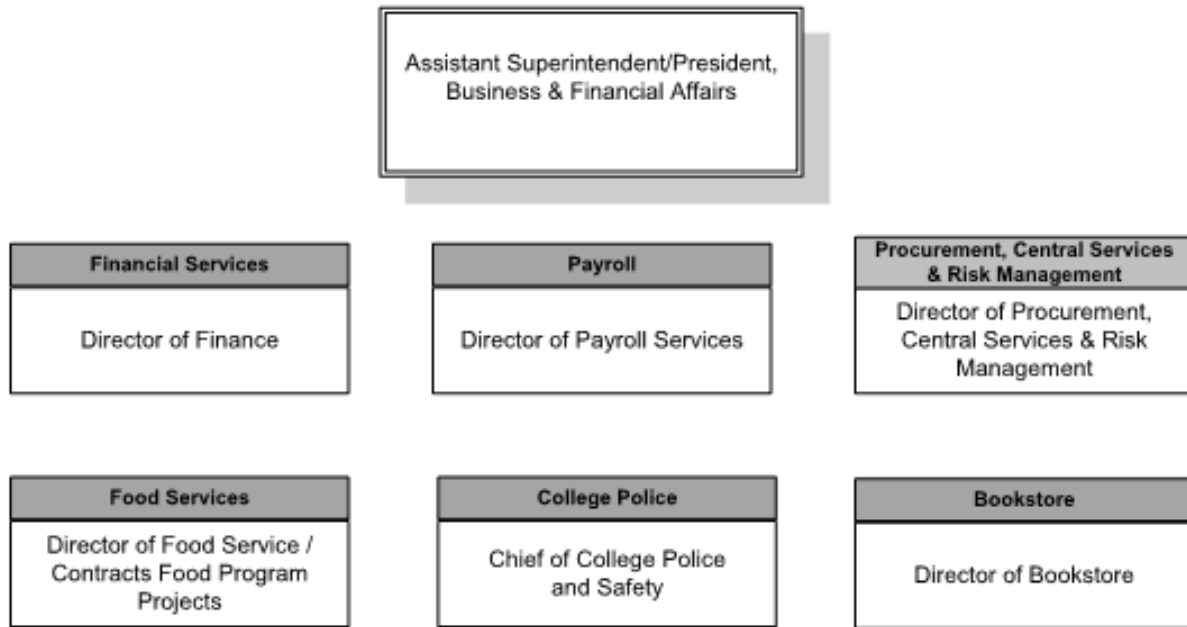 Assistant Superintendent/President,
Business & Financial Affairs
Financial Services
Director of Finance
Payroll
Director of Payroll Services
Procurement, Central Services
& Risk Management
Director of Procurement,
Central Services & Risk
Management
Food Services
Director of Food Service /
Contracts Food Program
Projects
College Police
Chief of College Police
and Safety
Bookstore
Director of Bookstore